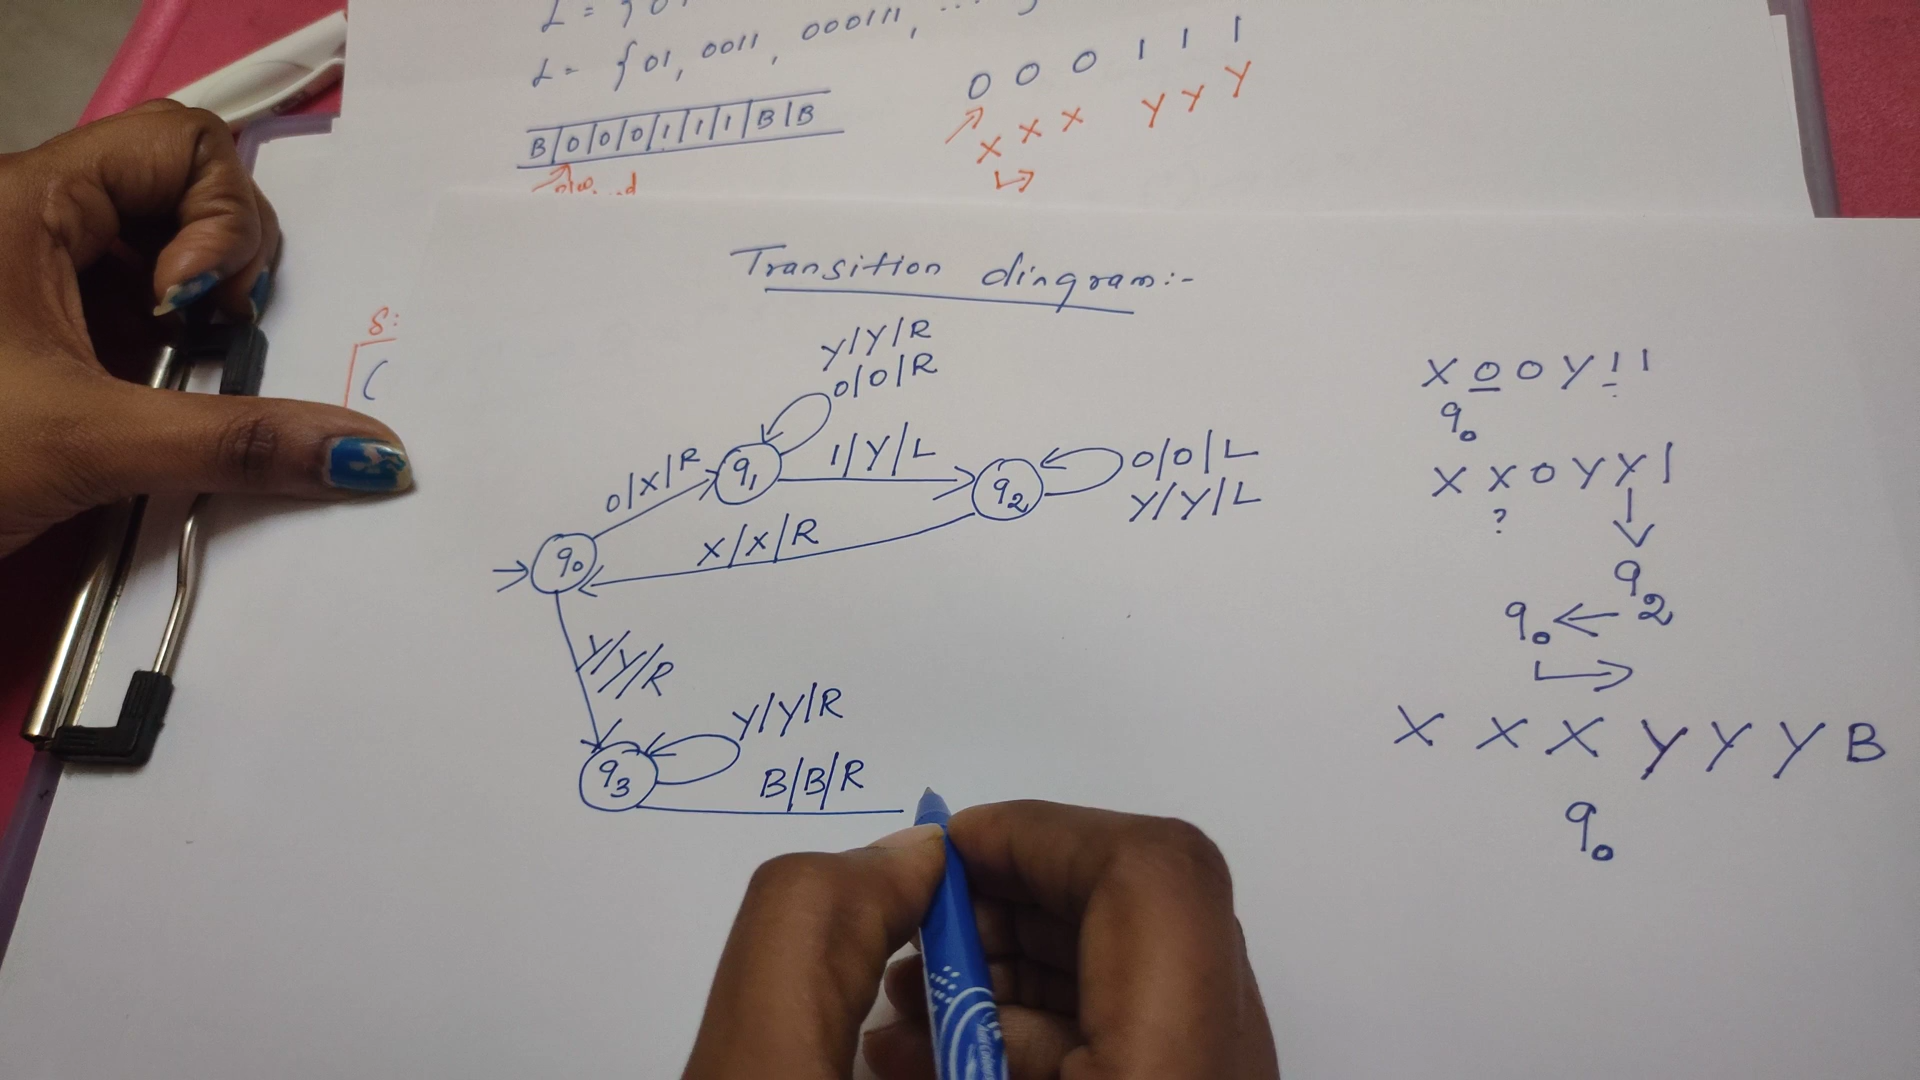 L =
L = { 01, 0011, 000111, ...
0 0 0 1 1 1
X X X Y Y Y
B|0|0|0|1|1|1|B|B
Transition diagram:-
δ:
(
Y/Y/R
0/0/R
0/X/R
q1
1/Y/L
q2
0/0/L
Y/Y/L
X/X/R
q0
Y/Y/R
q3
Y/Y/R
B/B/R
X 0 0 Y 1 1
q0
X X 0 Y Y 1
?
q2
q0 ←
X X X Y Y Y B
q0